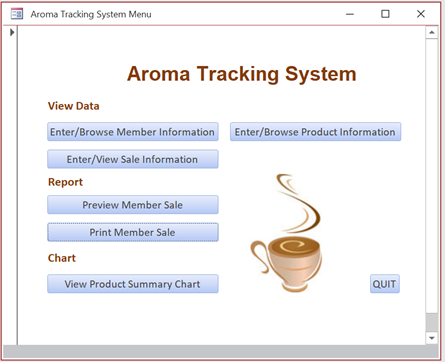 Aroma Tracking System Menu
Aroma Tracking System
View Data
Enter/Browse Member Information
Enter/Browse Product Information
Enter/View Sale Information
Report
Preview Member Sale
Print Member Sale
Chart
View Product Summary Chart
QUIT